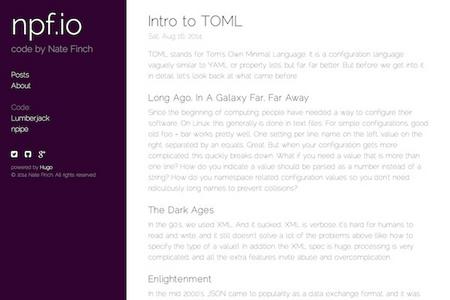 npf.io
code by Nate Finch
Posts
About
Code:
Lumberjack
npipe
powered by Hugo
© 2014 Nate Finch. All rights reserved
Intro to TOML
Sat, Aug 16, 2014
TOML stands for Tom's Own Minimal Language. It is a configuration language
vaguely similar to YAML or property lists but far far better. But before we get into it
in detail, let's look back at what came before.
Long Ago, In A Galaxy Far, Far Away
Since the beginning of computing people have needed a way to configure their
software. On Linux, this generally is done in text files. For simple configurations, good
old foo = bar works pretty well. One setting per line, name on the left, value on the
right, separated by an equals. Great. But when your configuration gets more
complicated, this quickly breaks down. What if you need a value that is more than
one line? How do you indicate a value should be parsed as a number instead of a
string? How do you namespace related configuration values so you don't need
ridiculously long names to prevent collisions?
The Dark Ages
In the 90's, we used XML. And it sucked. XML is verbose, it's hard for humans to
read and write, and it still doesn't solve a lot of the problems above (like how to
specify the type of a value). In addition, the XML spec is huge, processing is very
complicated, and all the extra features invite abuse and overcomplication.
Enlightenment
In the mid 2000's, JSON came to popularity as a data exchange format, and it was